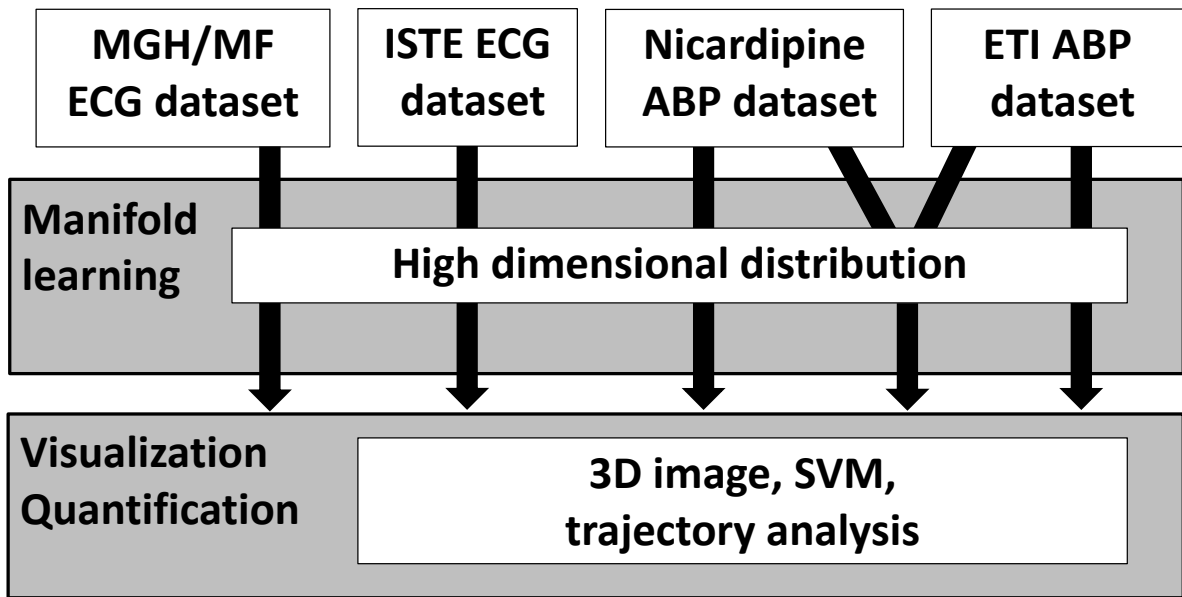 MGH/MF
ECG dataset
ISTE ECG
dataset
Nicardipine
ABP dataset
ETI ABP
dataset
Manifold
learning
High dimensional distribution
Visualization
Quantification
3D image, SVM,
trajectory analysis